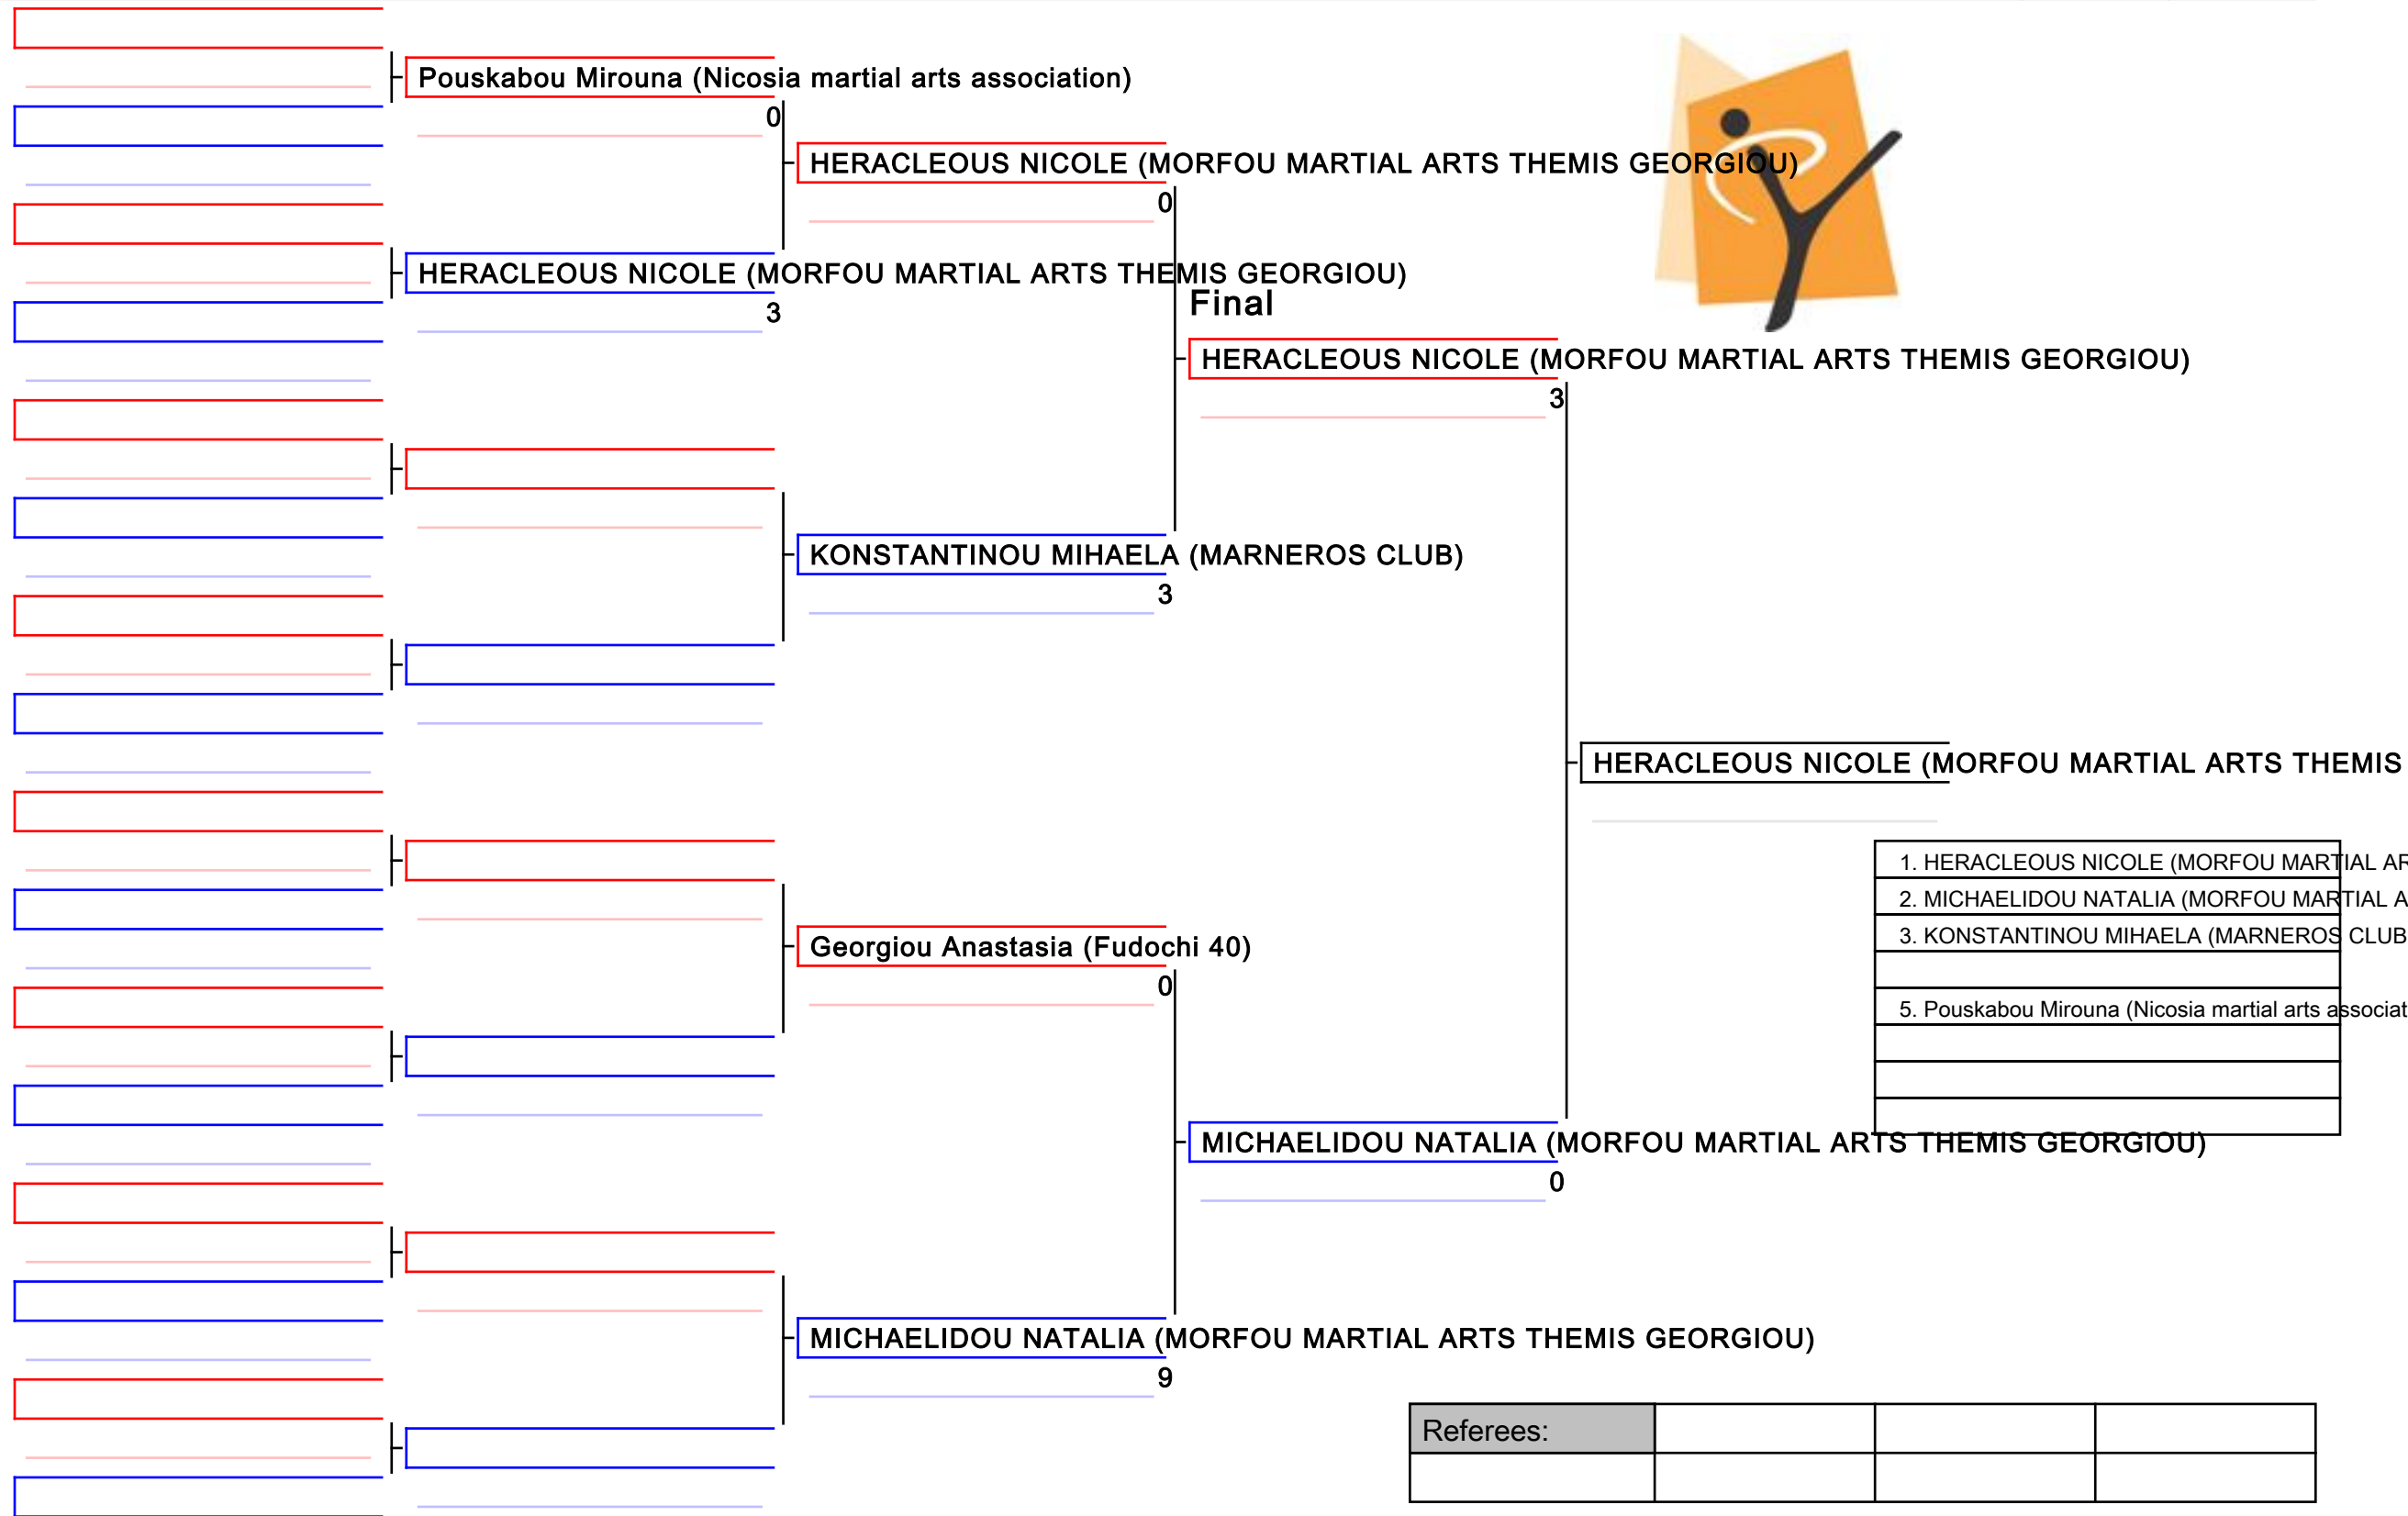 Pouskabou Mirouna (Nicosia martial arts association)
0
HERACLEOUS NICOLE (MORFOU MARTIAL ARTS THEMIS GEORGIOU)
0
HERACLEOUS NICOLE (MORFOU MARTIAL ARTS THEMIS GEORGIOU)
3
Final
HERACLEOUS NICOLE (MORFOU MARTIAL ARTS THEMIS GEORGIOU)
3
KONSTANTINOU MIHAELA (MARNEROS CLUB)
3
HERACLEOUS NICOLE (MORFOU MARTIAL ARTS THEMIS
1. HERACLEOUS NICOLE (MORFOU MARTIAL AR
2. MICHAELIDOU NATALIA (MORFOU MARTIAL A
3. KONSTANTINOU MIHAELA (MARNEROS CLUB
5. Pouskabou Mirouna (Nicosia martial arts associat
Georgiou Anastasia (Fudochi 40)
0
MICHAELIDOU NATALIA (MORFOU MARTIAL ARTS THEMIS GEORGIOU)
0
MICHAELIDOU NATALIA (MORFOU MARTIAL ARTS THEMIS GEORGIOU)
9
Referees: